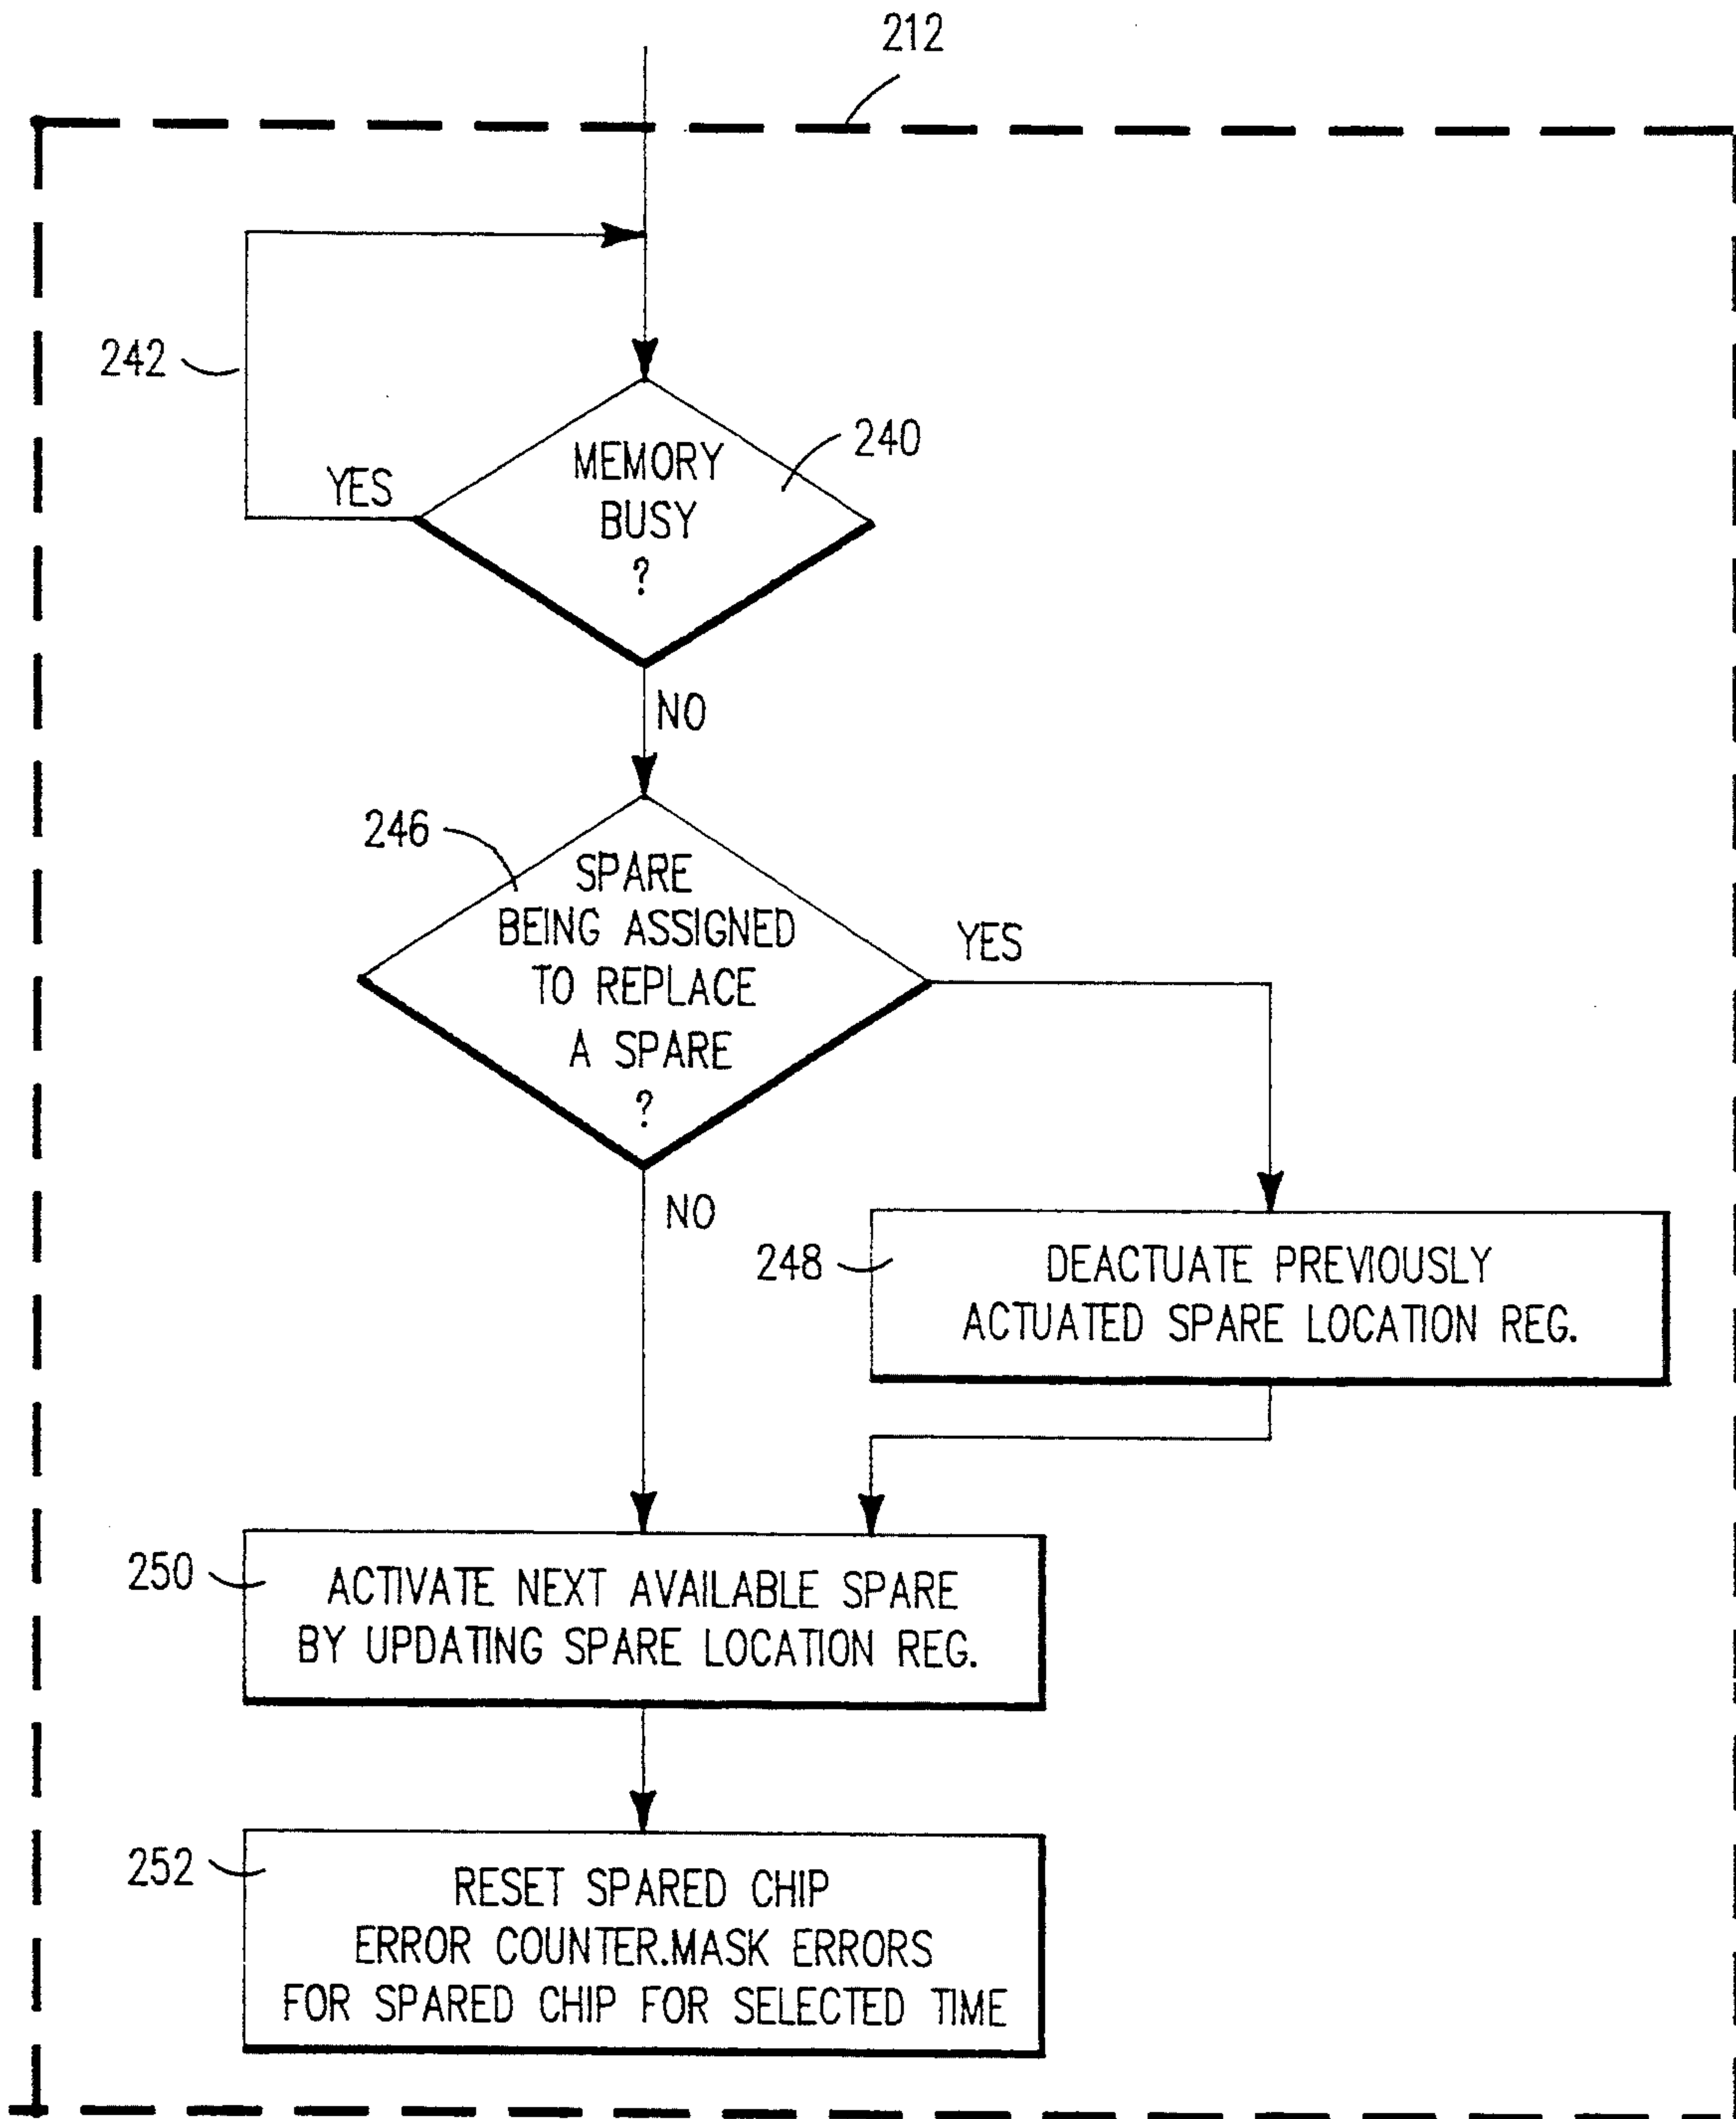 212
242
240
YES
MEMORY
BUSY
?
NO
246
SPARE
BEING ASSIGNED
TO REPLACE
A SPARE
?
YES
NO
248
DEACTUATE PREVIOUSLY
ACTUATED SPARE LOCATION REG.
250
ACTIVATE NEXT AVAILABLE SPARE
BY UPDATING SPARE LOCATION REG.
252
RESET SPARED CHIP
ERROR COUNTER.MASK ERRORS
FOR SPARED CHIP FOR SELECTED TIME